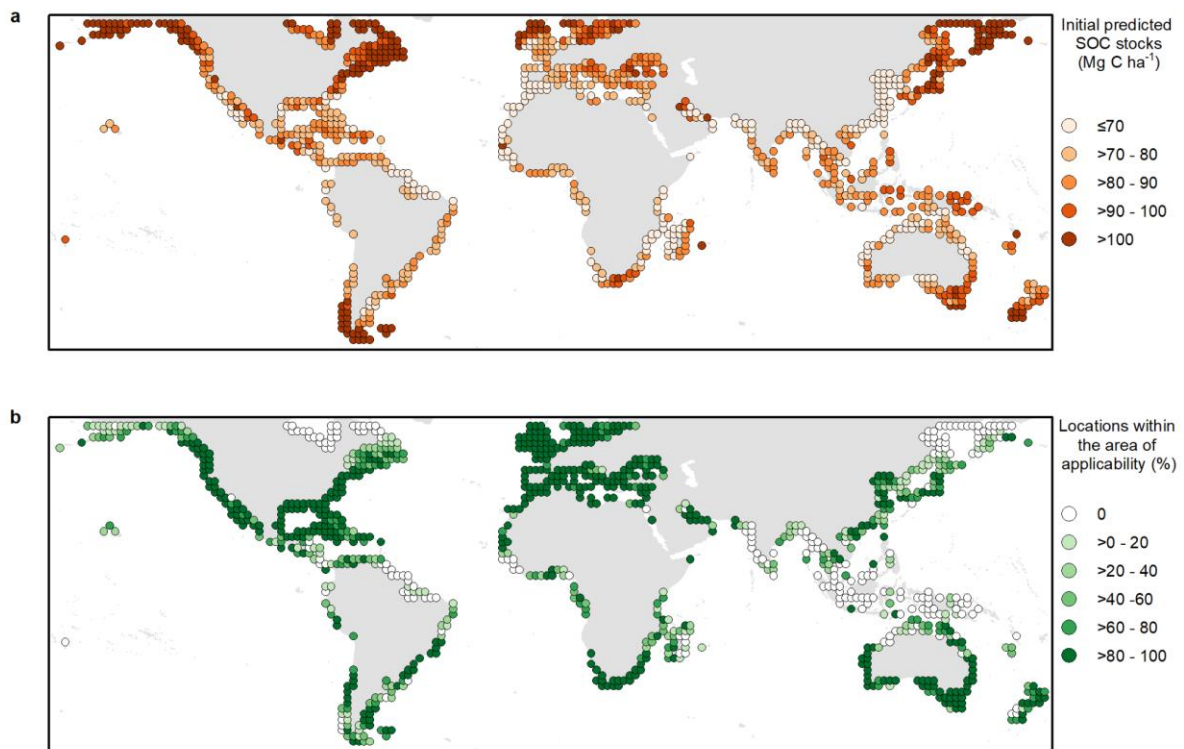 a
Initial predicted
SOC stocks
(Mg C ha⁻¹)
≤70
>70 - 80
>80 - 90
>90 - 100
>100
b
Locations within
the area of
applicability (%)
0
>0 - 20
>20 - 40
>40 -60
>60 - 80
>80 - 100